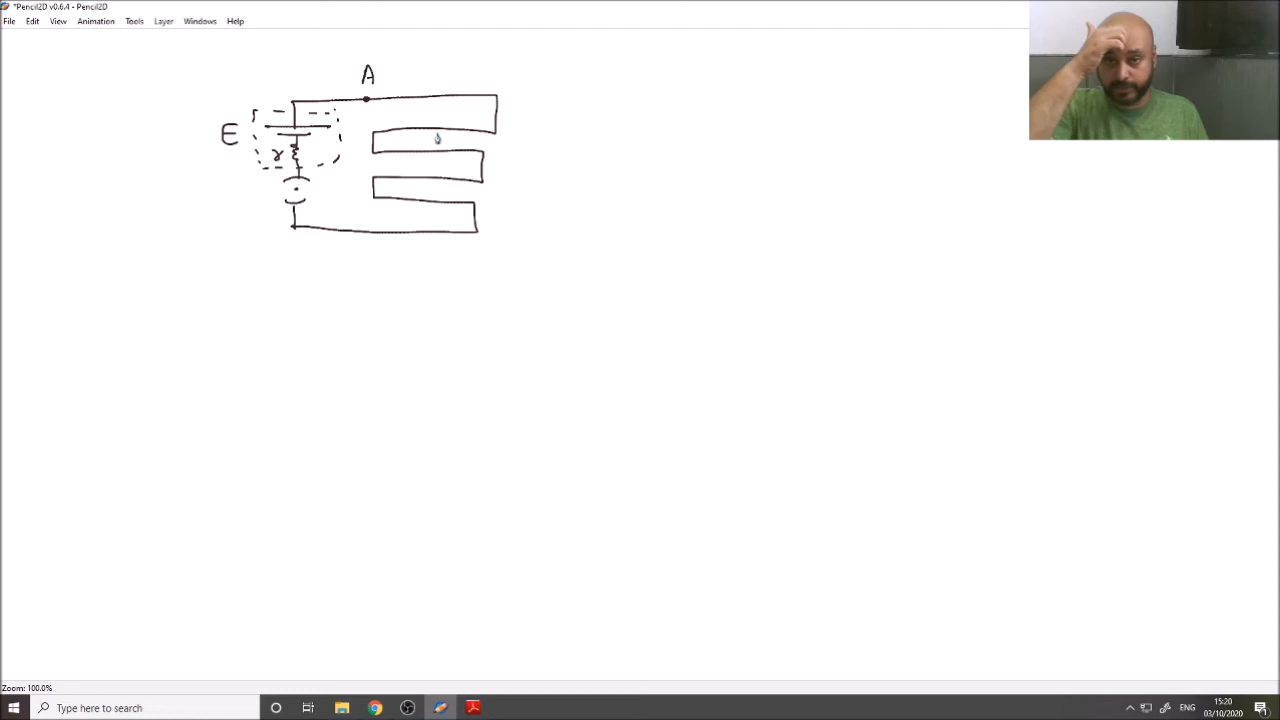 *Pencil2D v0.6.4 - Pencil2D
File Edit View Animation Tools Layer Windows Help
A
E
r
Zoom: 100.0%
Type here to search
ENG
15:20
03/10/2020
1